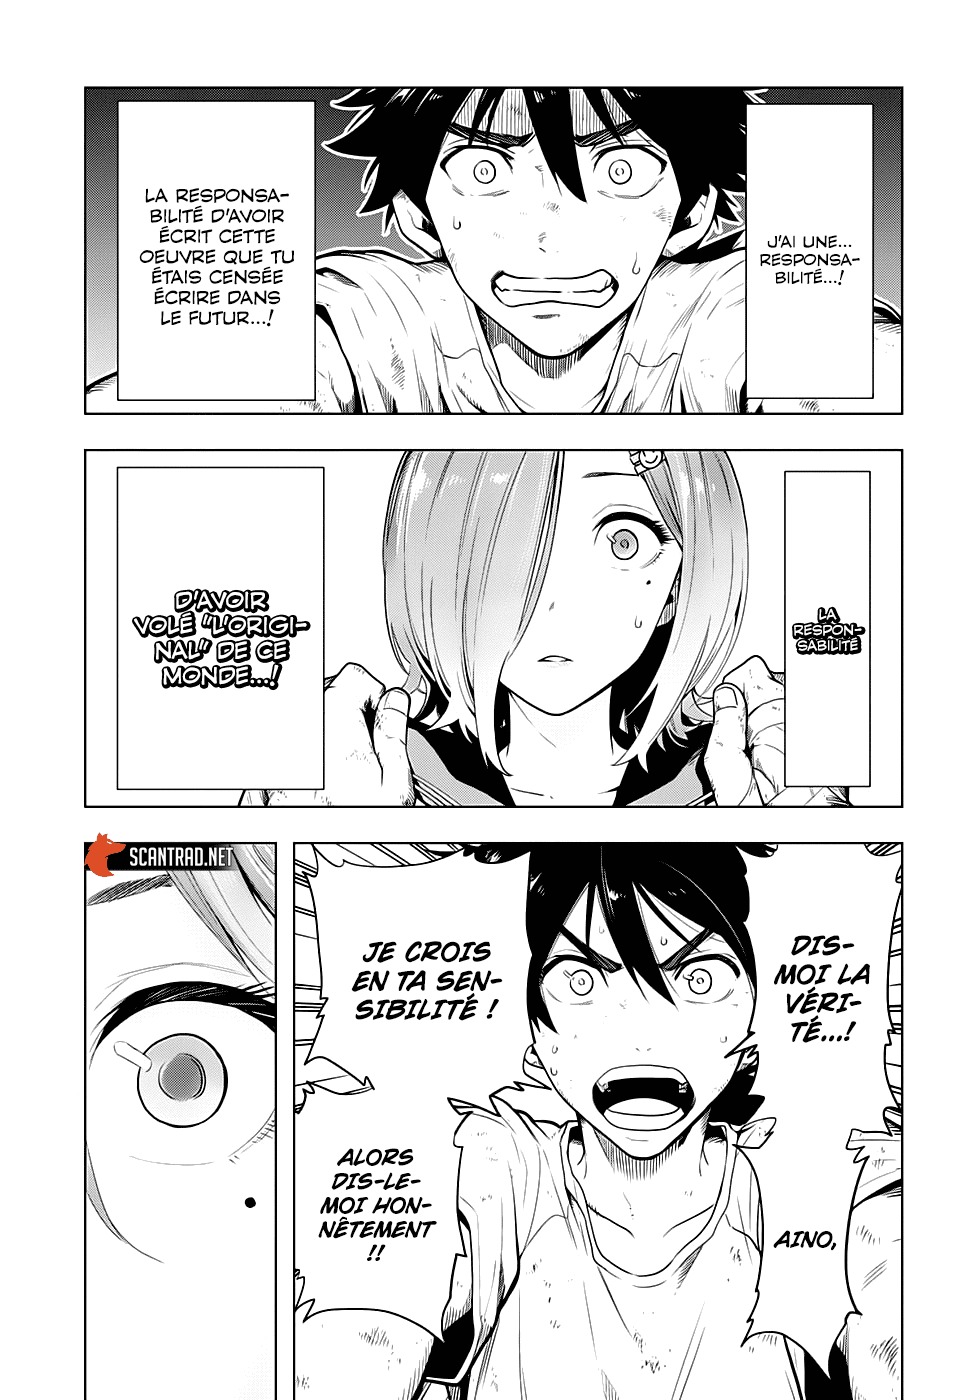 J'AI UNE...
RESPONSA-
BILITÉ...!
LA RESPONSA-
BILITÉ D'AVOIR
ÉCRIT CETTE
OEUVRE QUE TU
ÉTAIS CENSÉE
ÉCRIRE DANS
LE FUTUR...!
LA
RESPON-
SABILITÉ
D'AVOIR
VOLÉ "L'ORIGI-
NAL" DE CE
MONDE...!
SCANTRAD.NET
DIS-
MOI LA
VÉRI-
TÉ...!
JE CROIS
EN TA SEN-
SIBILITÉ !
AINO,
ALORS
DIS-LE-
MOI HON-
NÊTEMENT
!!